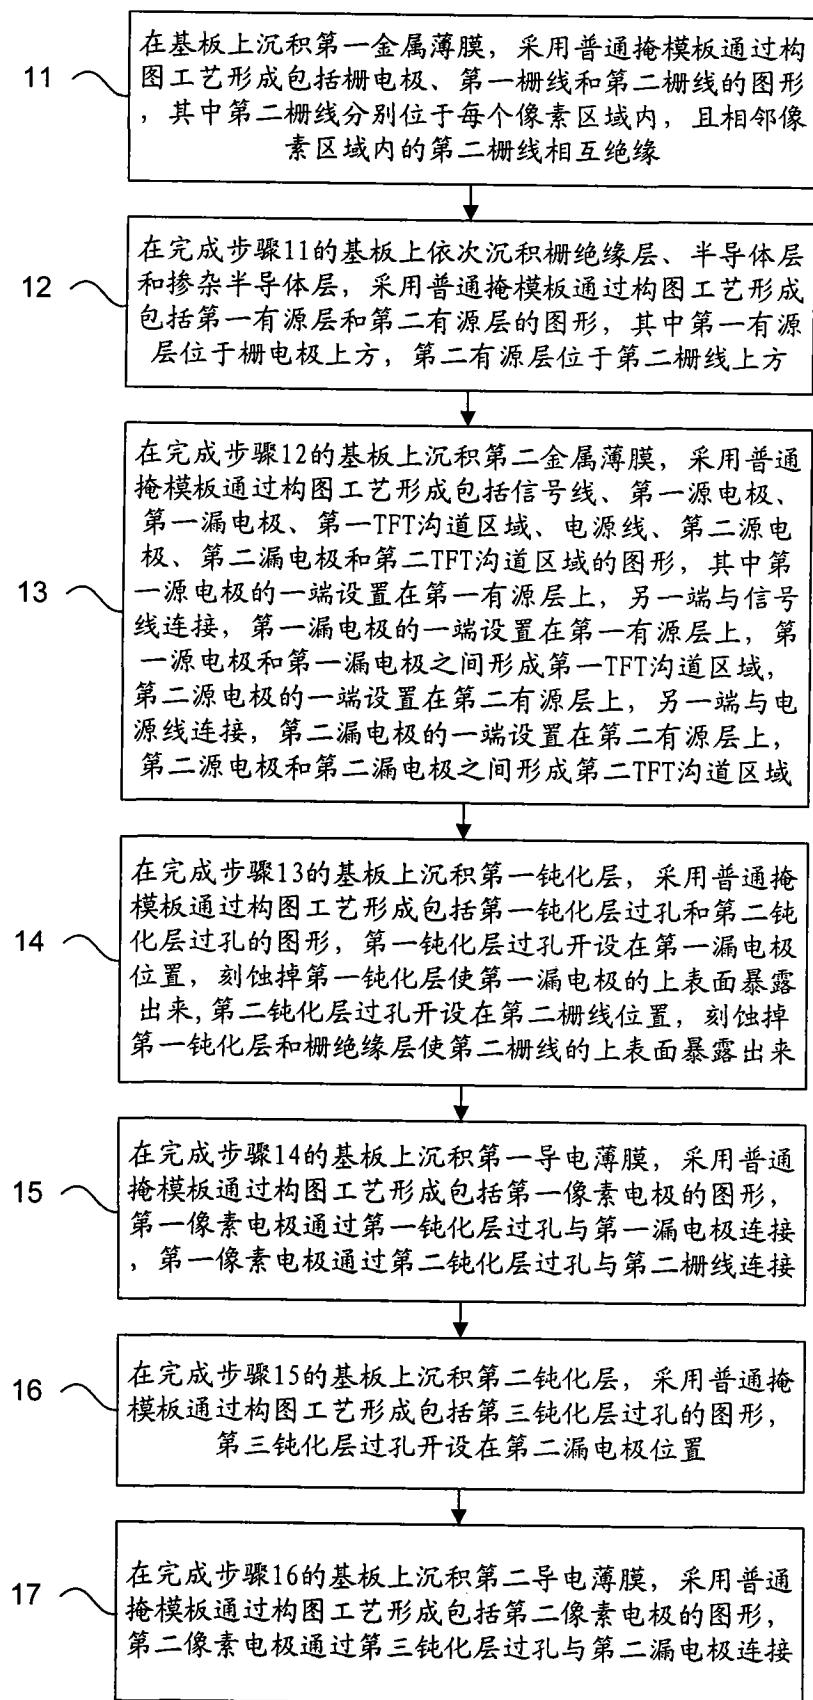 11
在基板上沉积第一金属薄膜，采用普通掩模板通过构
图工艺形成包括栅电极、第一栅线和第二栅线的图形
，其中第二栅线分别位于每个像素区域内，且相邻像
素区域内的第二栅线相互绝缘
12
在完成步骤11的基板上依次沉积栅绝缘层、半导体层
和掺杂半导体层，采用普通掩模板通过构图工艺形成
包括第一有源层和第二有源层的图形，其中第一有源
层位于栅电极上方，第二有源层位于第二栅线上方
13
在完成步骤12的基板上沉积第二金属薄膜，采用普通
掩模板通过构图工艺形成包括信号线、第一源电极、
第一漏电极、第一TFT沟道区域、电源线、第二源电
极、第二漏电极和第二TFT沟道区域的图形，其中第
一源电极的一端设置在第一有源层上，另一端与信号
线连接，第一漏电极的一端设置在第一有源层上，第
一源电极和第一漏电极之间形成第一TFT沟道区域，
第二源电极的一端设置在第二有源层上，另一端与电
源线连接，第二漏电极的一端设置在第二有源层上，
第二源电极和第二漏电极之间形成第二TFT沟道区域
14
在完成步骤13的基板上沉积第一钝化层，采用普通掩
模板通过构图工艺形成包括第一钝化层过孔和第二钝
化层过孔的图形，第一钝化层过孔开设在第一漏电极
位置，刻蚀掉第一钝化层使第一漏电极的上表面暴露
出来，第二钝化层过孔开设在第二栅线位置，刻蚀掉
第一钝化层和栅绝缘层使第二栅线的上表面暴露出来
15
在完成步骤14的基板上沉积第一导电薄膜，采用普通
掩模板通过构图工艺形成包括第一像素电极的图形，
第一像素电极通过第一钝化层过孔与第一漏电极连接
，第一像素电极通过第二钝化层过孔与第二栅线连接
16
在完成步骤15的基板上沉积第二钝化层，采用普通掩
模板通过构图工艺形成包括第三钝化层过孔的图形，
第三钝化层过孔开设在第二漏电极位置
17
在完成步骤16的基板上沉积第二导电薄膜，采用普通
掩模板通过构图工艺形成包括第二像素电极的图形，
第二像素电极通过第三钝化层过孔与第二漏电极连接